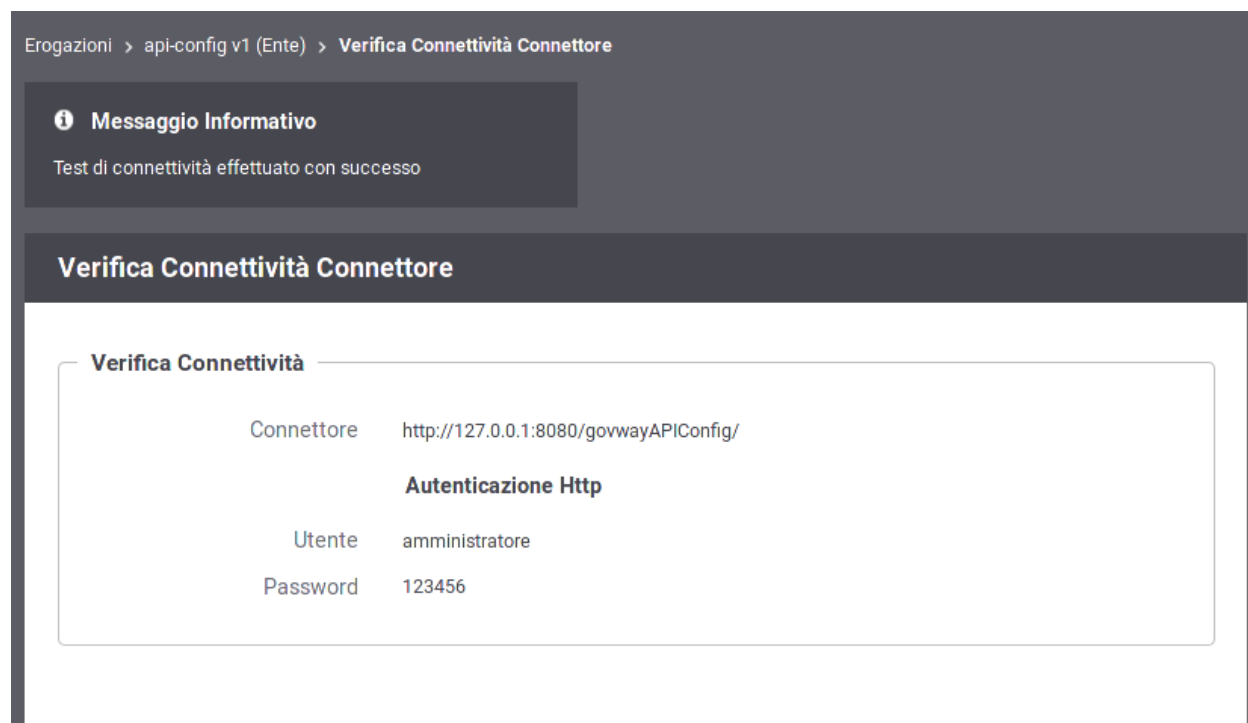 Erogazioni > api-config v1 (Ente) > Verifica Connettività Connettore
Messaggio Informativo
Test di connettività effettuato con successo
Verifica Connettività Connettore
Verifica Connettività
Connettore http://127.0.0.1:8080/govwayAPIConfig/
Autenticazione Http
Utente amministratore
Password 123456